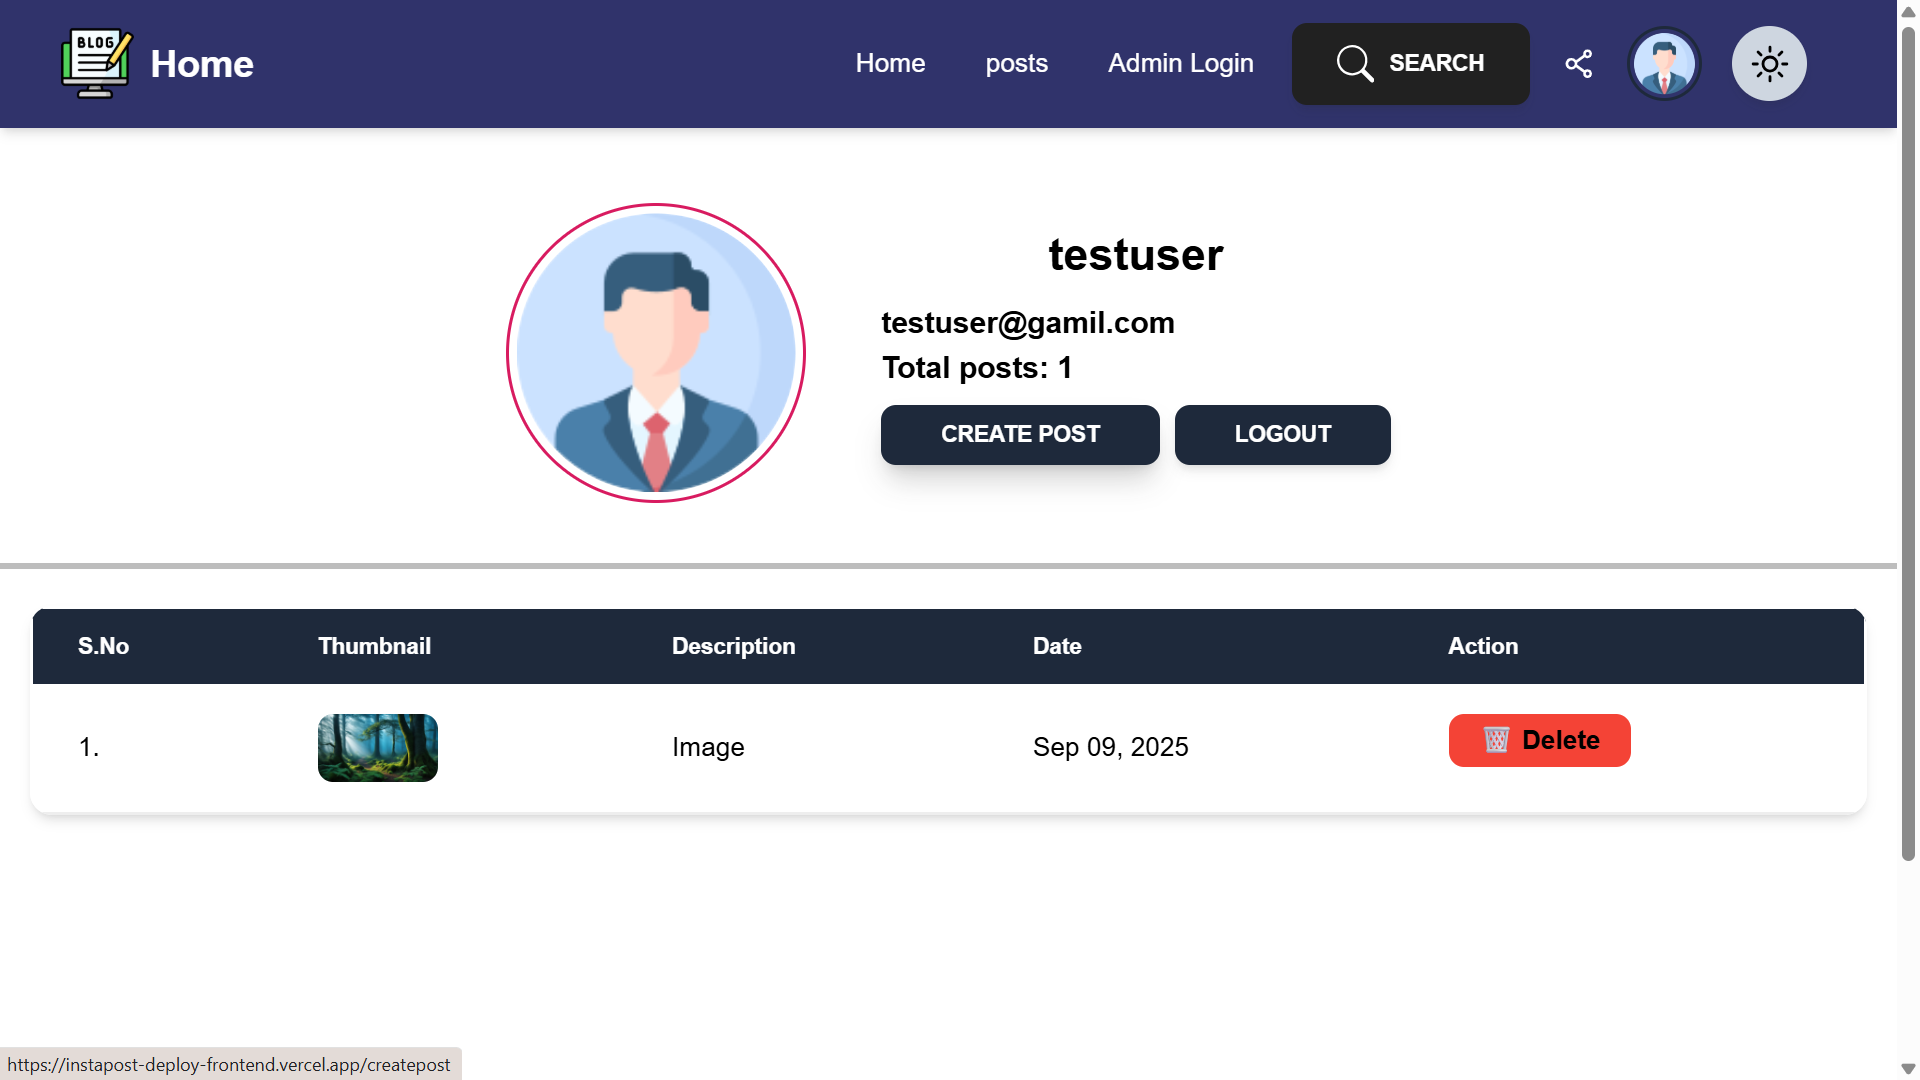 BLOG
Home
Home posts Admin Login SEARCH
testuser
testuser@gamil.com
Total posts: 1
CREATE POST LOGOUT
S.No Thumbnail Description Date Action
1. Image Sep 09, 2025 Delete
https://instapost-deploy-frontend.vercel.app/createpost